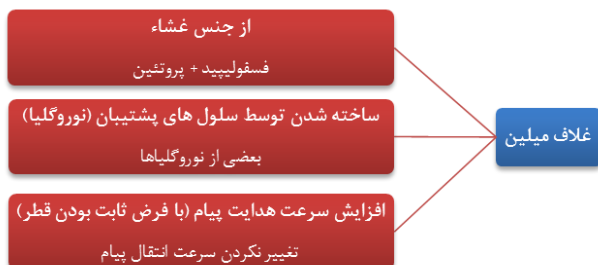 از جنس غشاء
فسفولیپید + پروتئین
ساخته شدن توسط سلول های پشتیبان (نوروگلیا)
بعضی از نوروگلیاها
افزایش سرعت هدایت پیام (با فرض ثابت بودن قطر)
تغییر نکردن سرعت انتقال پیام
غلاف میلین